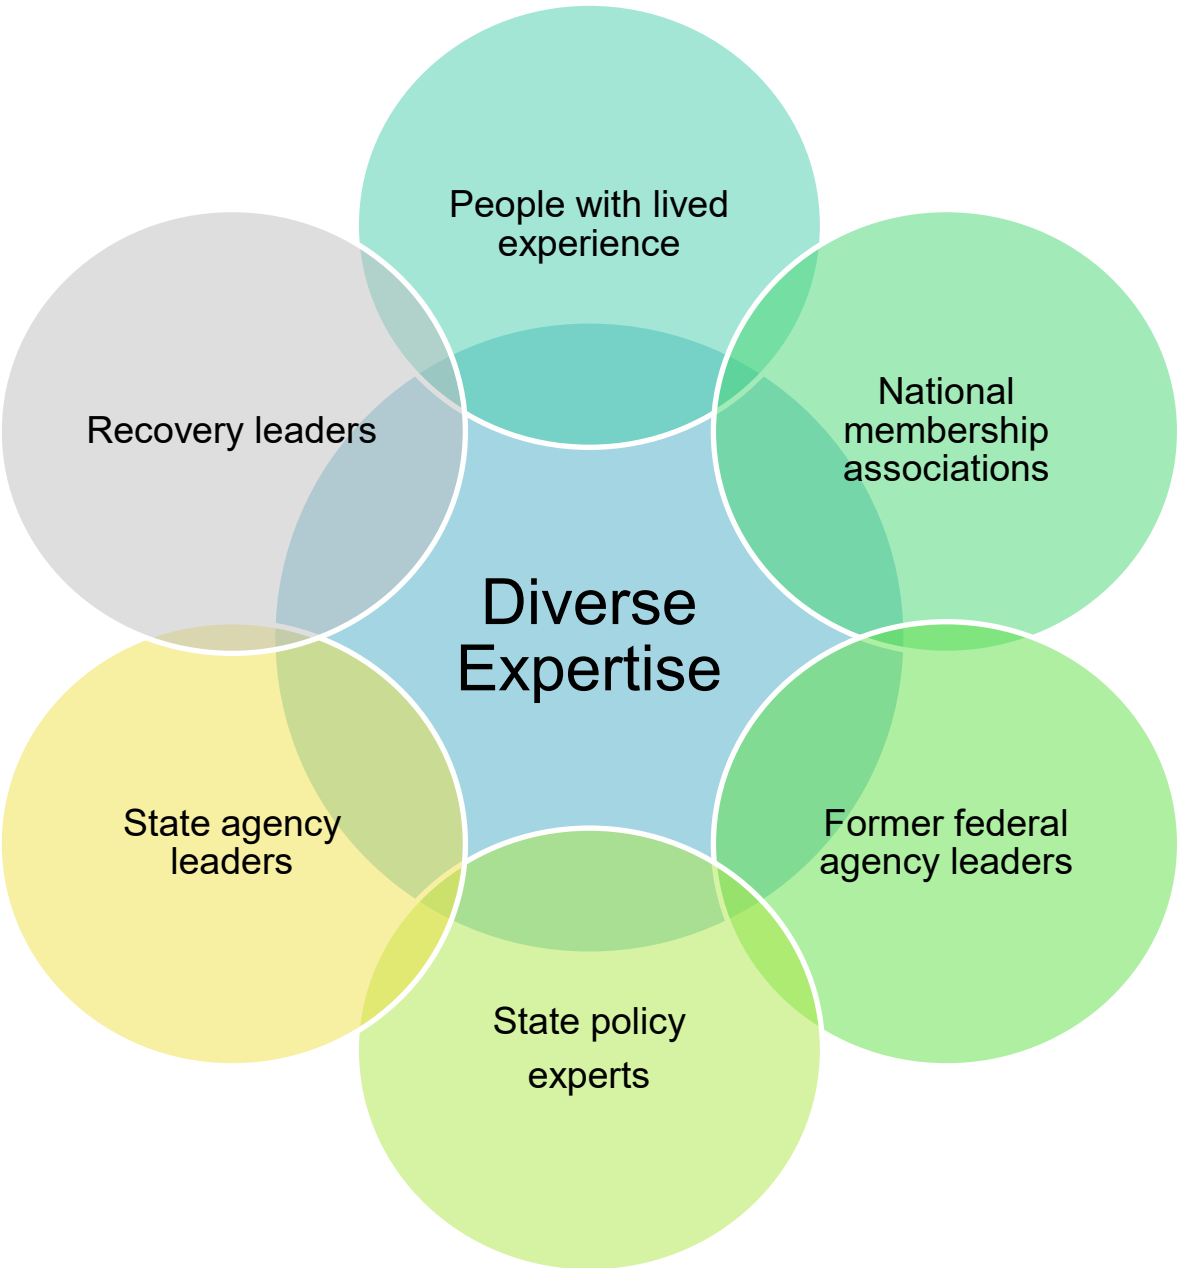 People with lived
experience
National
membership
associations
Recovery leaders
Diverse
Expertise
State agency
leaders
Former federal
agency leaders
State policy
experts